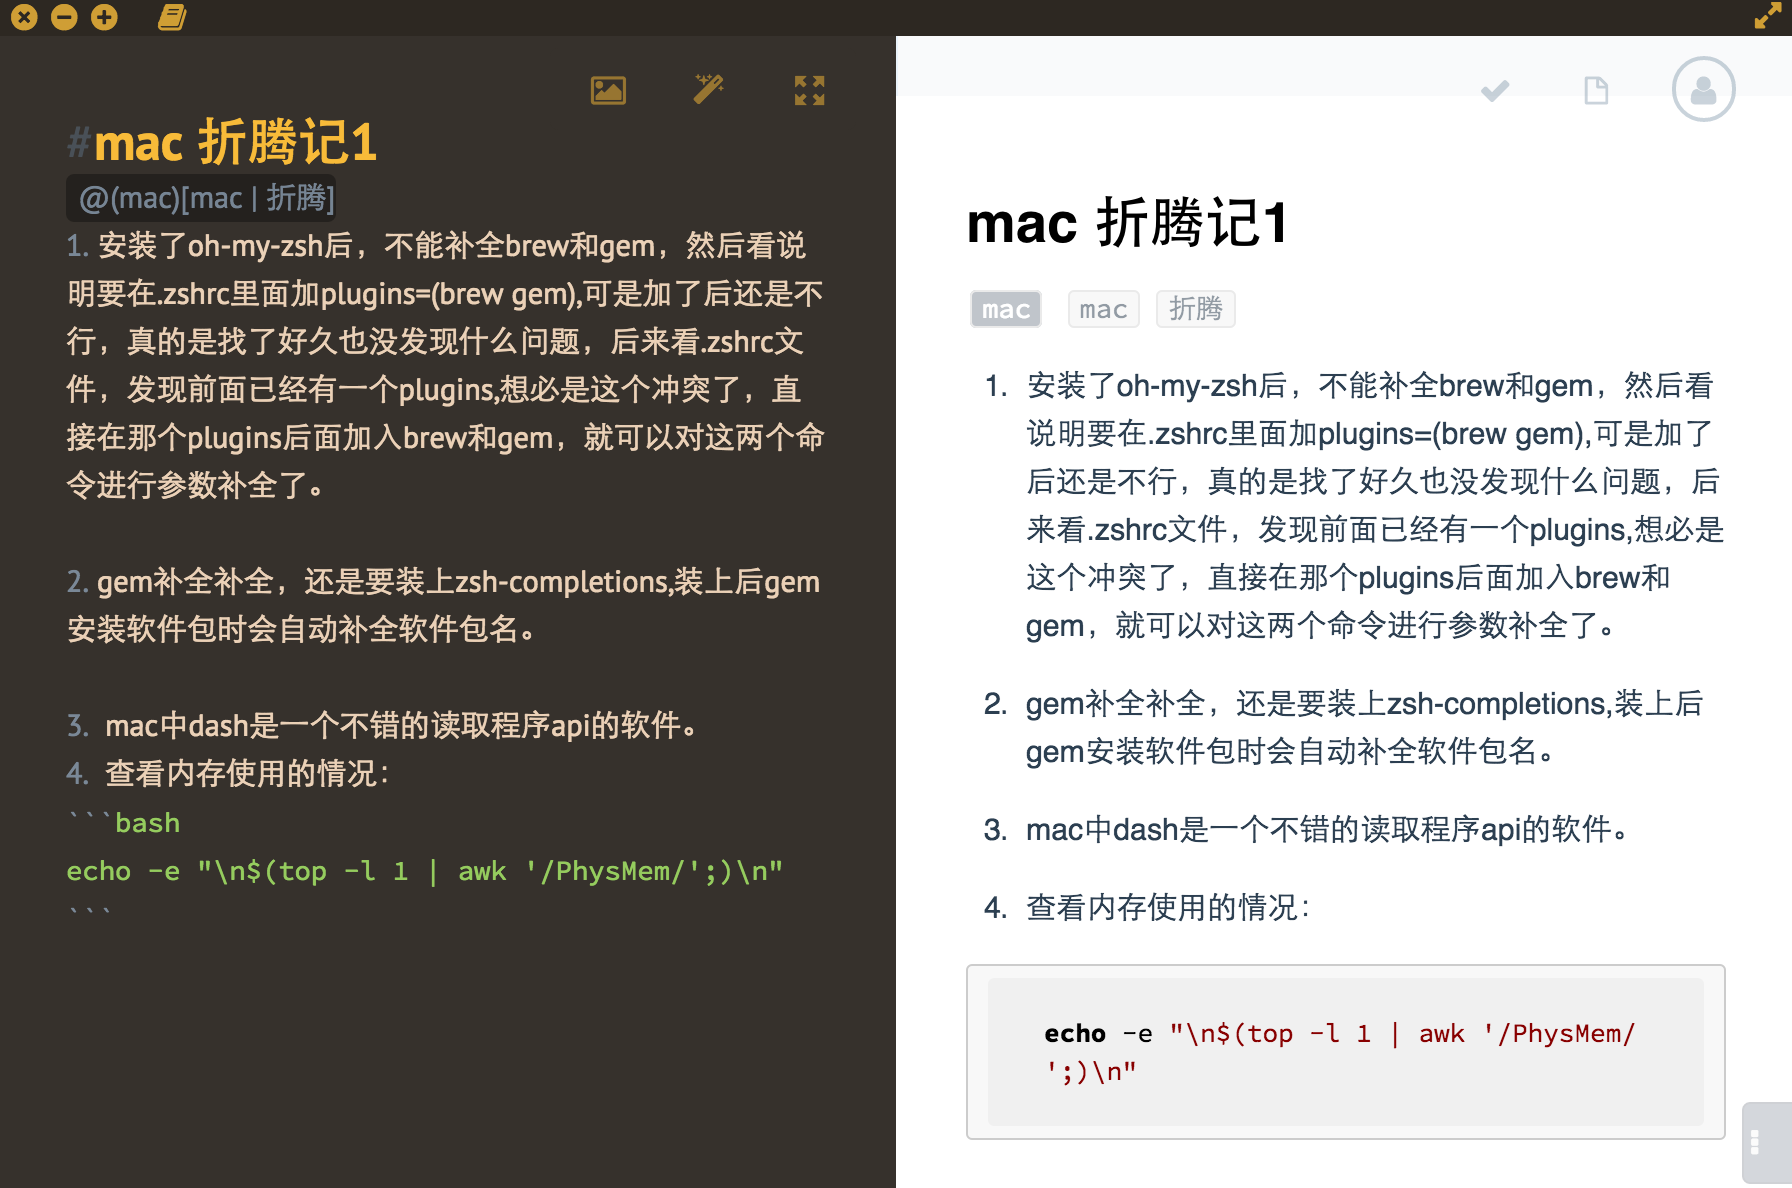 #mac 折腾记1
@(mac)[mac | 折腾]
1. 安装了oh-my-zsh后，不能补全brew和gem，然后看说
明要在.zshrc里面加plugins=(brew gem),可是加了后还是不
行，真的是找了好久也没发现什么问题，后来看.zshrc文
件，发现前面已经有一个plugins,想必是这个冲突了，直
接在那个plugins后面加入brew和gem，就可以对这两个命
令进行参数补全了。
2. gem补全补全，还是要装上zsh-completions,装上后gem
安装软件包时会自动补全软件包名。
3. mac中dash是一个不错的读取程序api的软件。
4. 查看内存使用的情况：
```bash
echo -e "\n$(top -l 1 | awk '/PhysMem/';)\n"
```
mac 折腾记1
mac mac 折腾
1. 安装了oh-my-zsh后，不能补全brew和gem，然后看
说明要在.zshrc里面加plugins=(brew gem),可是加了
后还是不行，真的是找了好久也没发现什么问题，后
来看.zshrc文件，发现前面已经有一个plugins,想必是
这个冲突了，直接在那个plugins后面加入brew和
gem，就可以对这两个命令进行参数补全了。
2. gem补全补全，还是要装上zsh-completions,装上后
gem安装软件包时会自动补全软件包名。
3. mac中dash是一个不错的读取程序api的软件。
4. 查看内存使用的情况：
echo -e "\n$(top -l 1 | awk '/PhysMem/
';)\n"